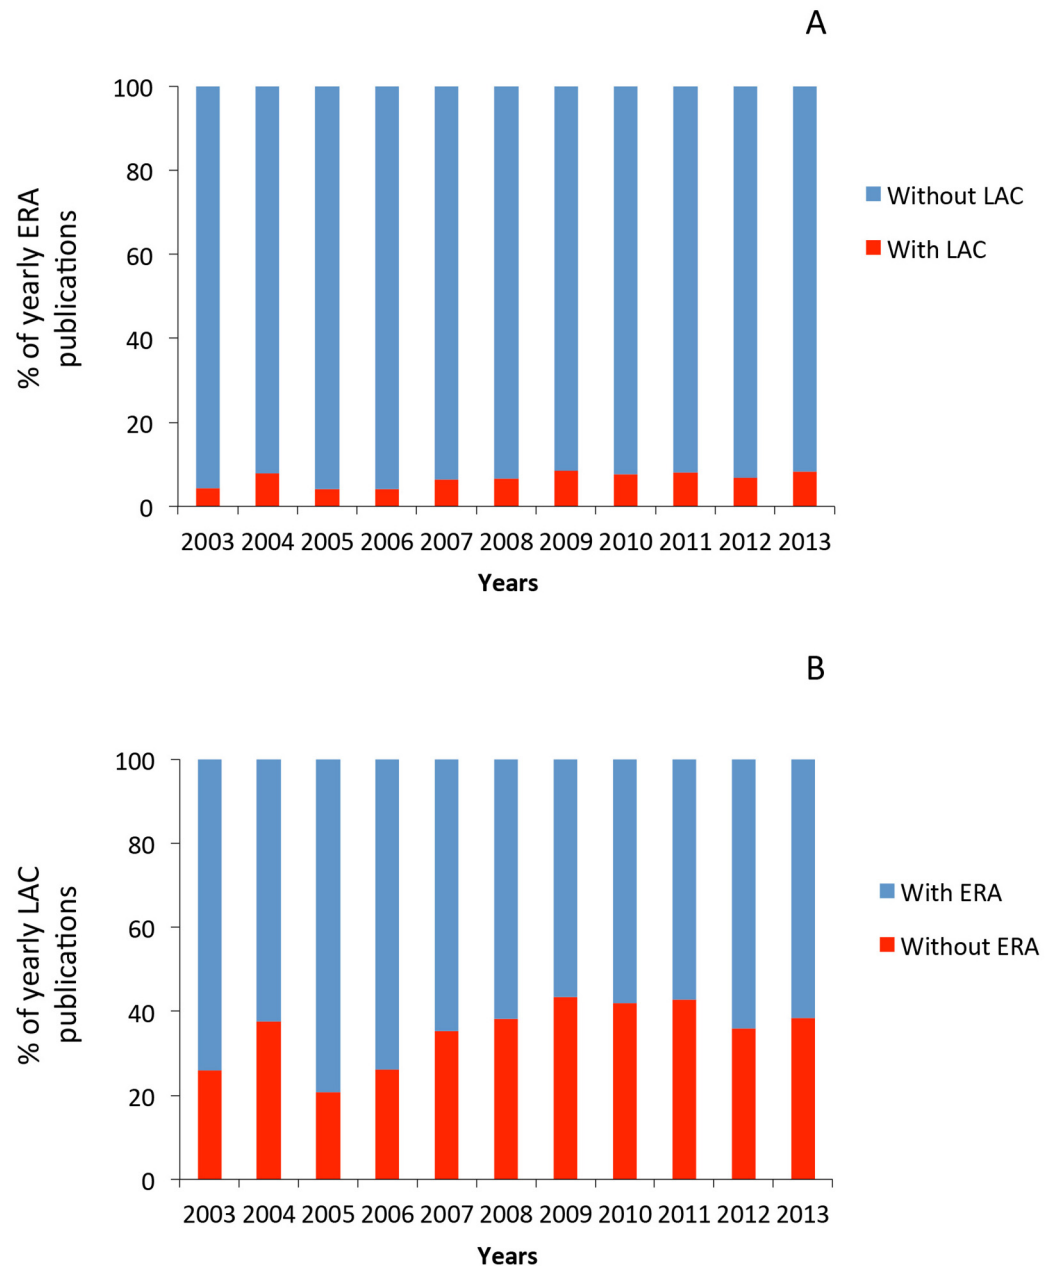 A
% of yearly ERA
publications
100
80
60
40
20
0
2003 2004 2005 2006 2007 2008 2009 2010 2011 2012 2013
Years
Without LAC
With LAC
B
% of yearly LAC
publications
100
80
60
40
20
0
2003 2004 2005 2006 2007 2008 2009 2010 2011 2012 2013
Years
With ERA
Without ERA